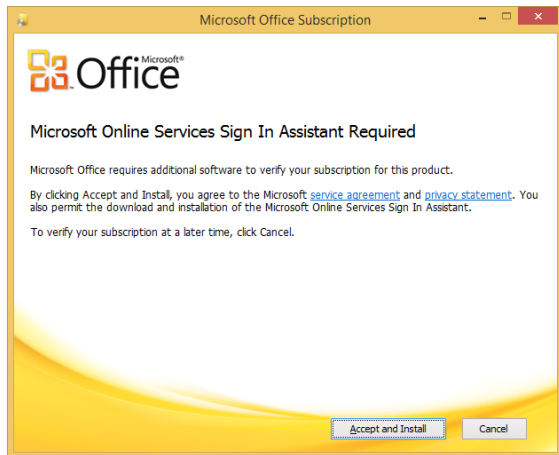 Microsoft Office Subscription
Microsoft®
Office
Microsoft Online Services Sign In Assistant Required
Microsoft Office requires additional software to verify your subscription for this product.
By clicking Accept and Install, you agree to the Microsoft service agreement and privacy statement. You
also permit the download and installation of the Microsoft Online Services Sign In Assistant.
To verify your subscription at a later time, click Cancel.
Accept and Install
Cancel